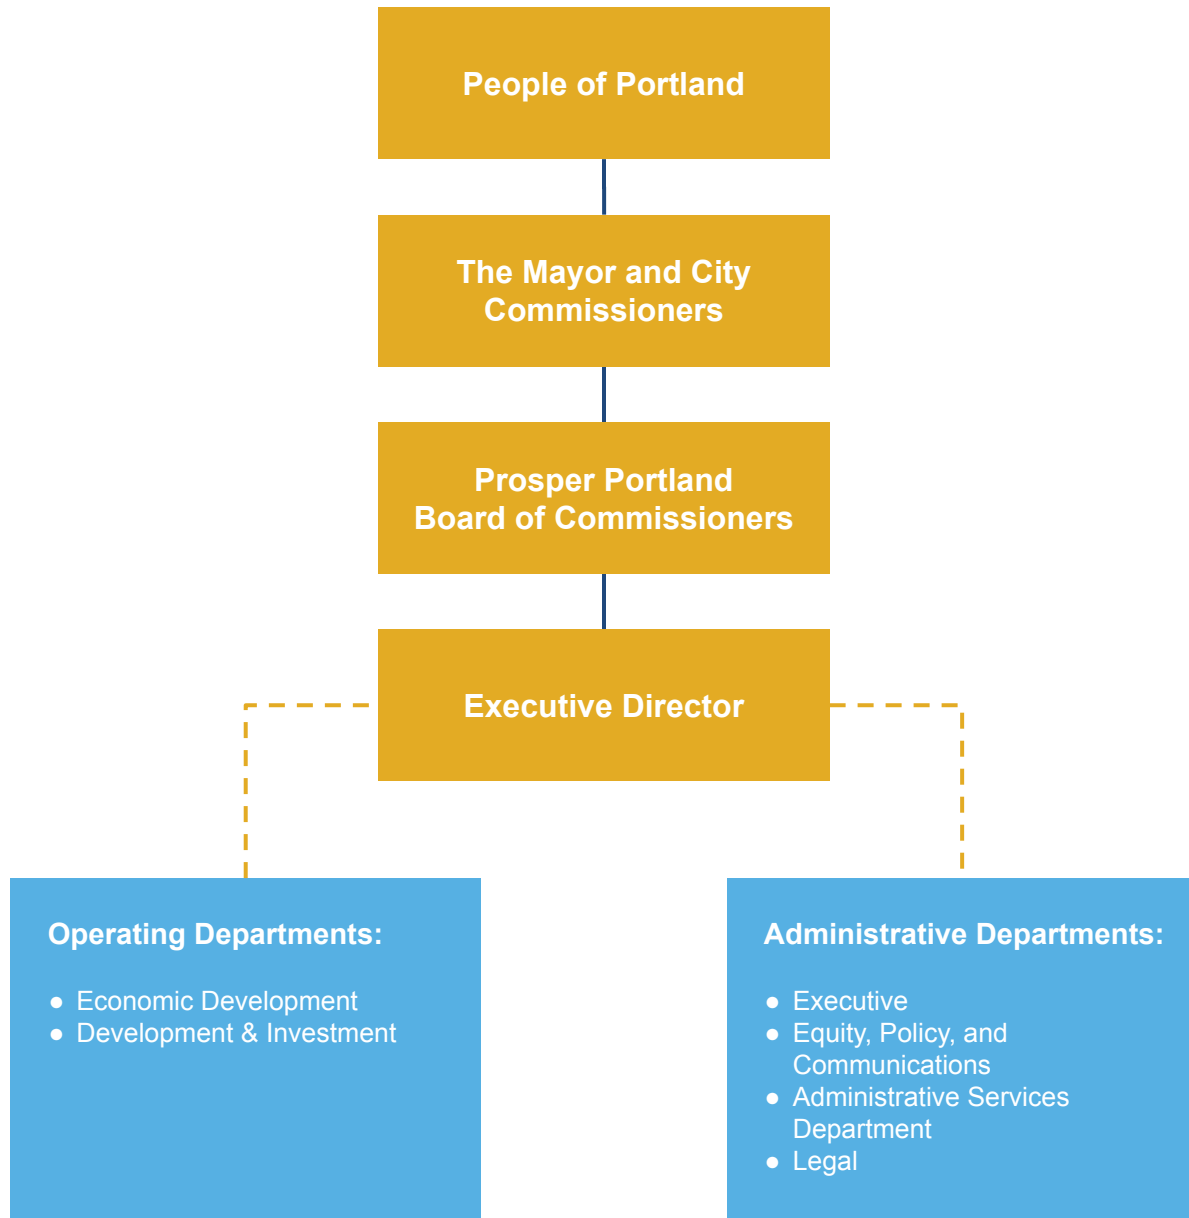 People of Portland
The Mayor and City
Commissioners
Prosper Portland
Board of Commissioners
Executive Director
Operating Departments:
● Economic Development
● Development & Investment
Administrative Departments:
● Executive
● Equity, Policy, and
Communications
● Administrative Services
Department
● Legal